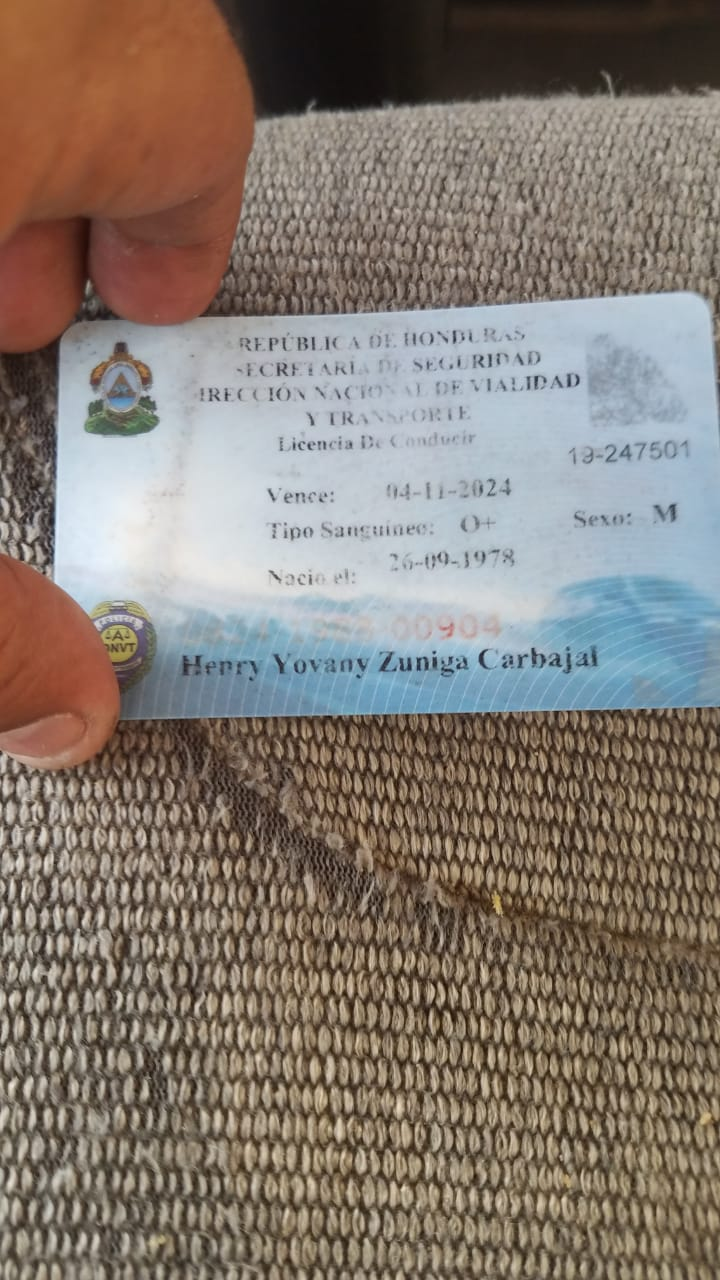 REPÚBLICA DE HONDURAS
SECRETARÍA DE SEGURIDAD
IRECCIÓN NACIONAL DE VIALIDAD
Y TRANSPORTE
Licencia De Conducir
19-247501
Vence: 04-11-2024
Tipo Sanguineo: O+ Sexo: M
Nacio el: 26-09-1978
00904
Henry Yovany Zuniga Carbajal
POLICIA
DNVT